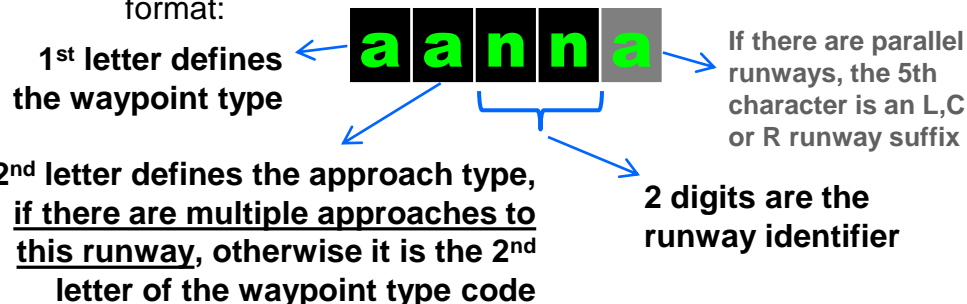 format:
a a n n a
1st letter defines
the waypoint type
If there are parallel
runways, the 5th
character is an L,C
or R runway suffix
2nd letter defines the approach type,
if there are multiple approaches to
this runway, otherwise it is the 2nd
letter of the waypoint type code
2 digits are the
runway identifier